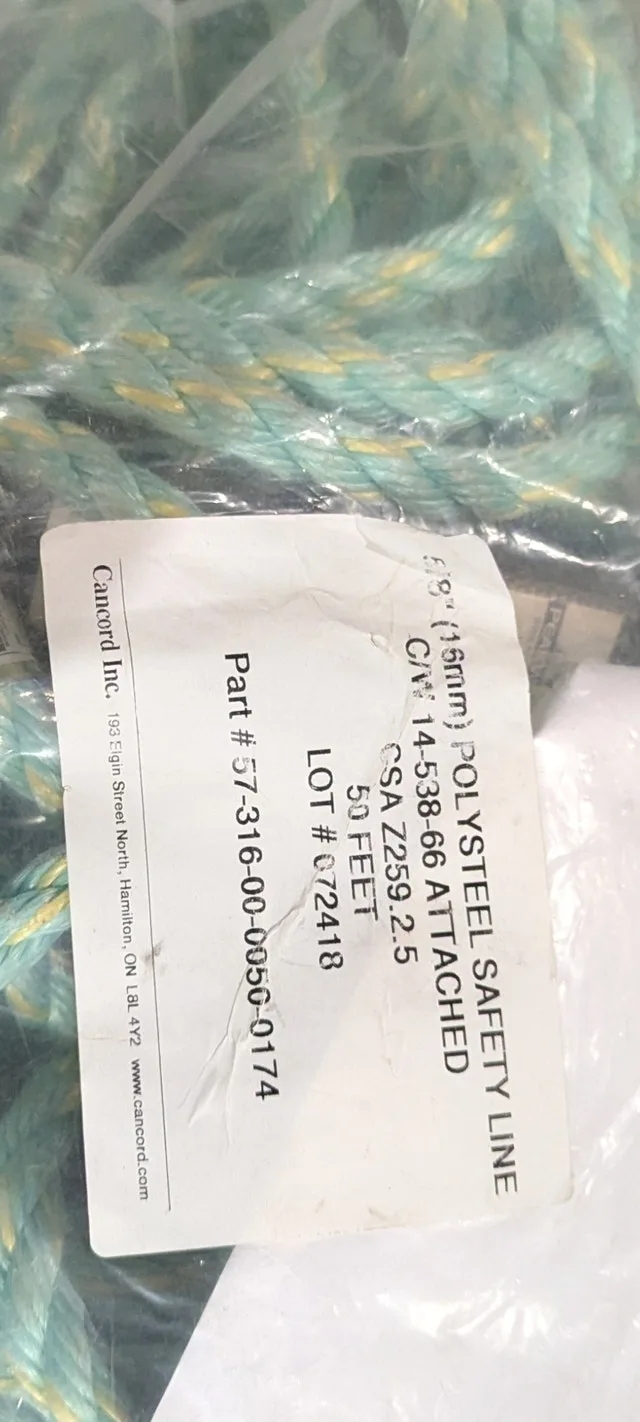 5/8" (16mm) POLYSTEEL SAFETY LINE
C/W 14-538-66 ATTACHED
CSA Z259.2.5
50 FEET
LOT # 072418
Part # 57-316-00-0050-0174
Cancord Inc. 193 Elgin Street North, Hamilton, ON L8L 4Y2 www.cancord.com